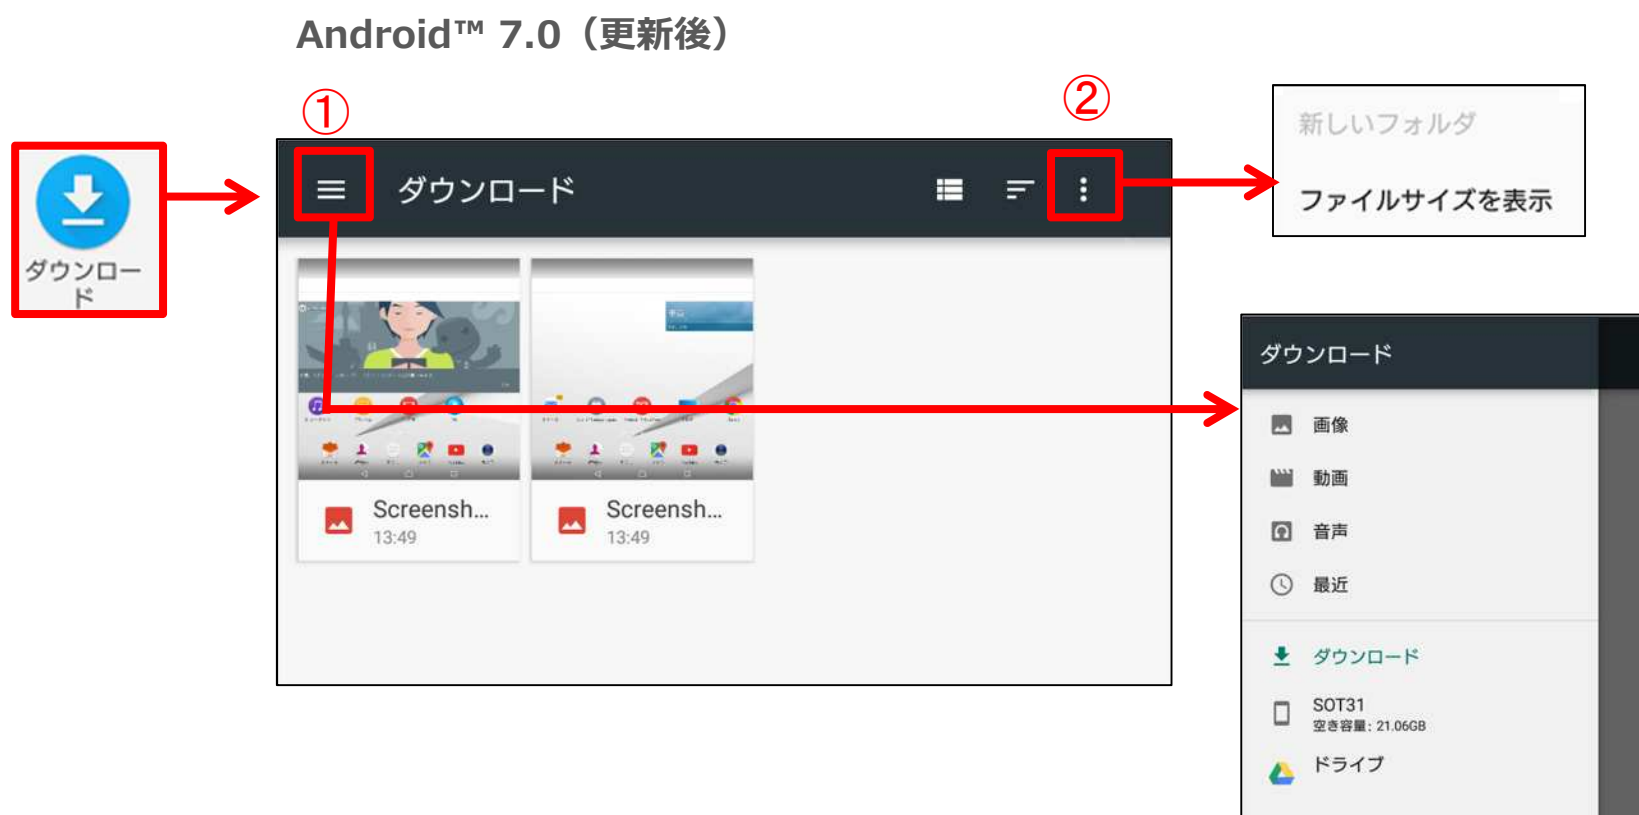 Android™ 7.0（更新後）
①
②
新しいフォルダ
ファイルサイズを表示
ダウンロード
ダウンロー
ド
Screensh...
13:49
Screensh...
13:49
ダウンロード
画像
動画
音声
最近
ダウンロード
SOT31
空き容量: 21.06GB
ドライブ